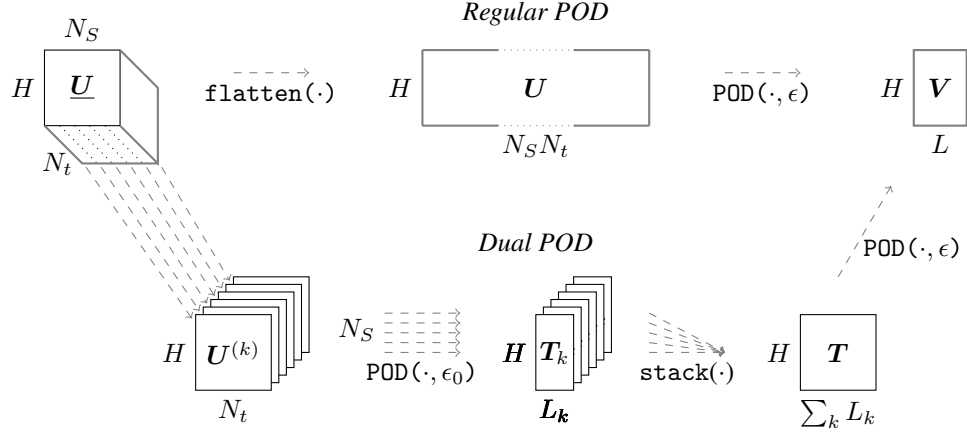 Regular POD
N_S
H
U
flatten(·)
H
U
POD(·, ϵ)
H
V
N_t
N_S N_t
L
Dual POD
POD(·, ϵ)
N_S
H
U^(k)
H
T_k
H
T
POD(·, ϵ_0)
stack(·)
N_t
L_k
∑_k L_k